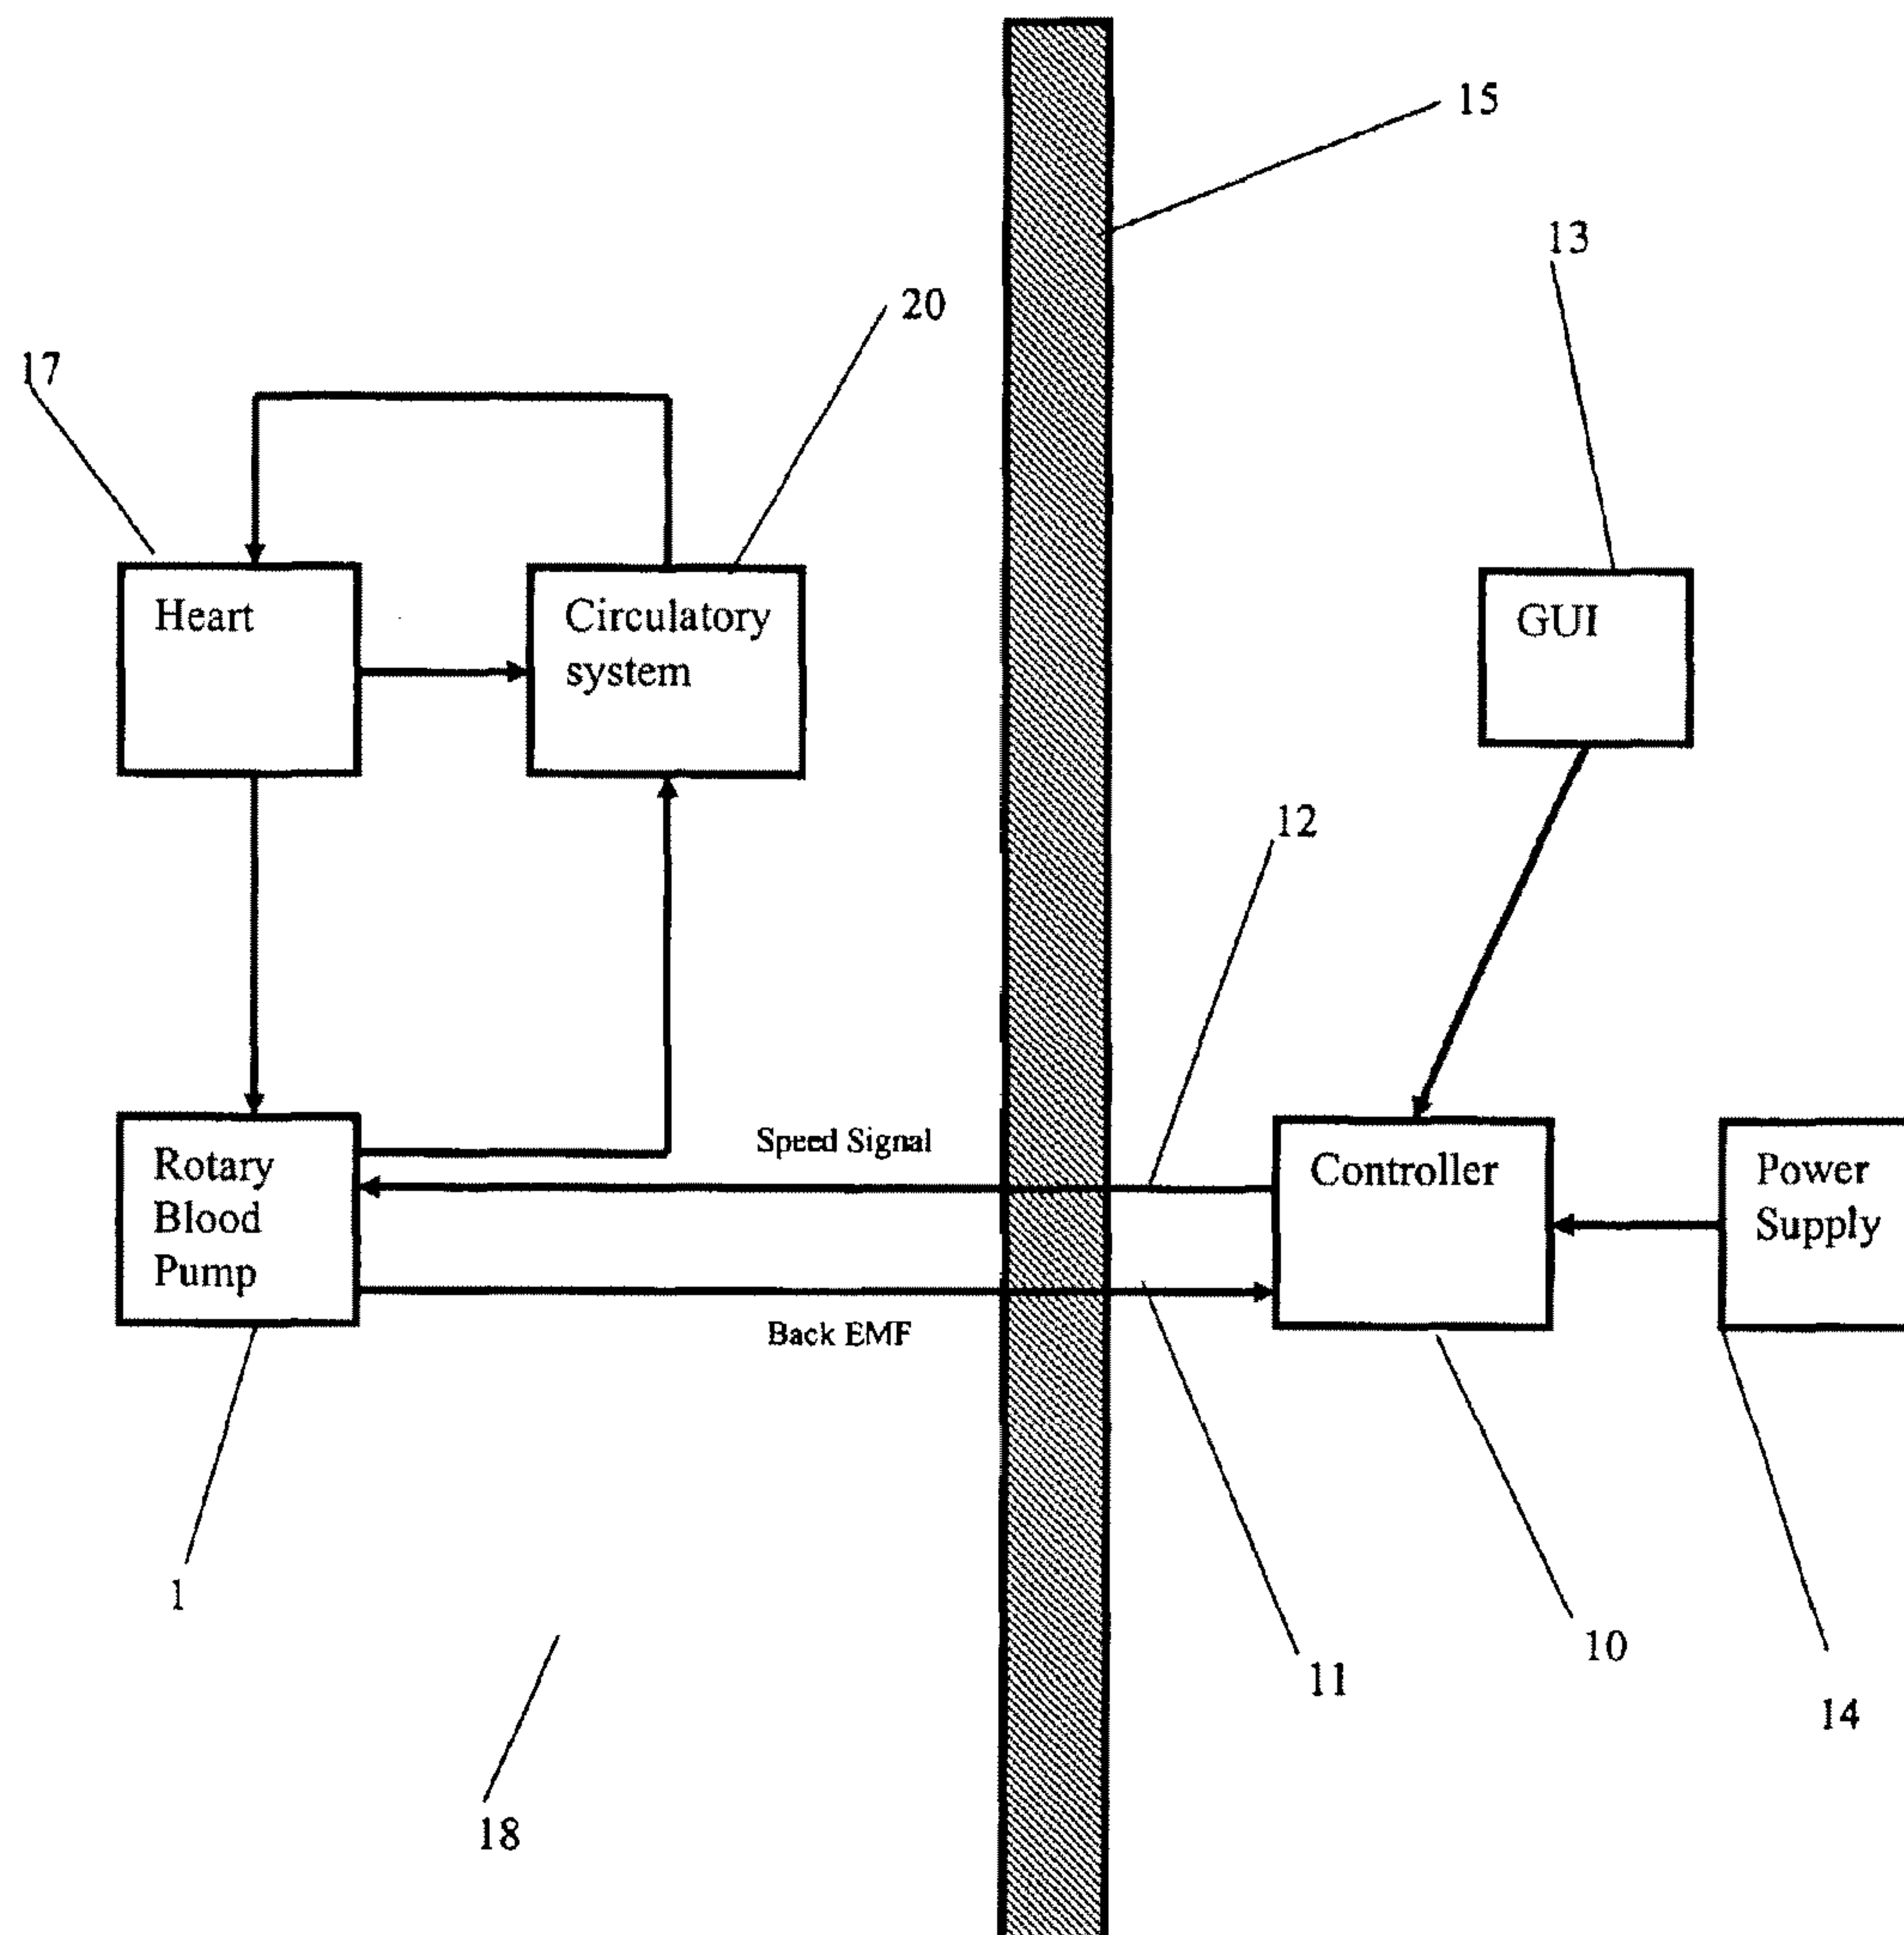 15
13
20
17
Heart
Circulatory
system
GUI
12
Speed Signal
Rotary
Blood
Pump
Controller
Power
Supply
Back EMF
1
10
11
14
18